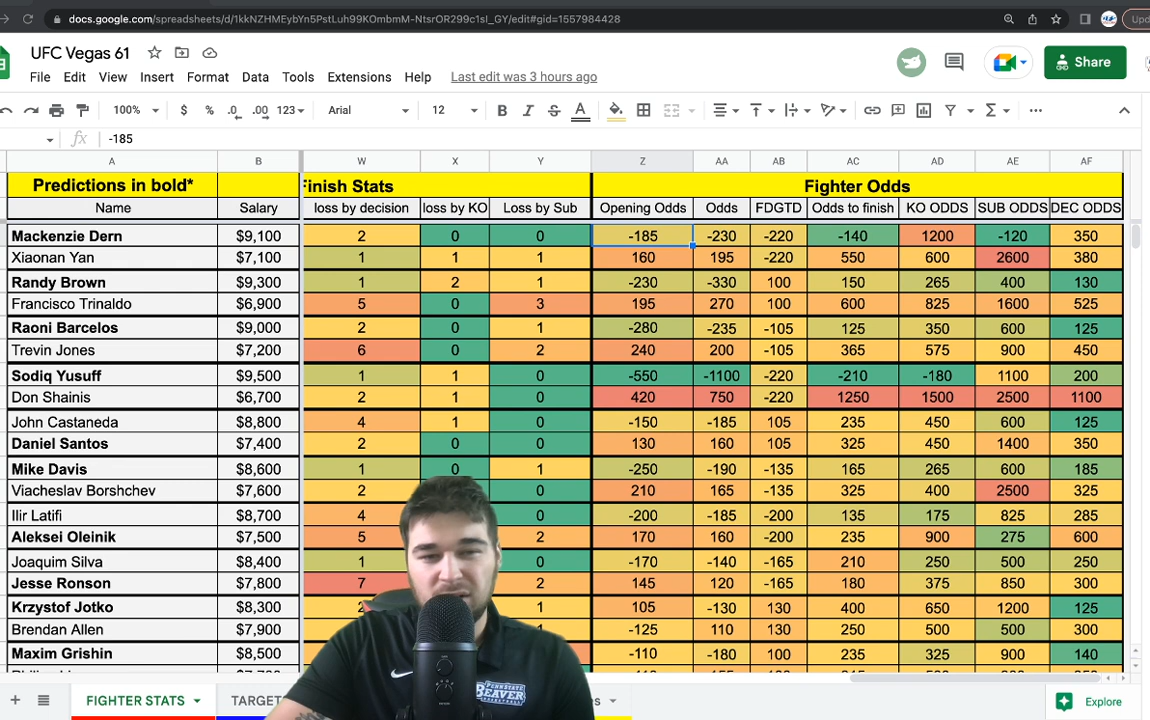 docs.google.com/spreadsheets/d/1kkNZHMEybYn5PstLuh99KOmbmM-NtsrOR299c1sI_GY/edit#gid=1557984428
UFC Vegas 61
File Edit View Insert Format Data Tools Extensions Help Last edit was 3 hours ago
Share
100% $ % .0 .00 123 Arial 12 B I S A
fx -185
A B W X Y Z AA AB AC AD AE AF
Predictions in bold* Finish Stats Fighter Odds
Name Salary loss by decision loss by KO Loss by Sub Opening Odds Odds FDGTD Odds to finish KO ODDS SUB ODDS DEC ODDS
Mackenzie Dern $9,100 2 0 0 -185 -230 -220 -140 1200 -120 350
Xiaonan Yan $7,100 1 1 1 160 195 -220 550 600 2600 380
Randy Brown $9,300 1 2 1 -230 -330 100 150 265 400 130
Francisco Trinaldo $6,900 5 0 3 195 270 100 600 825 1600 525
Raoni Barcelos $9,000 2 0 1 -280 -235 -105 125 350 600 125
Trevin Jones $7,200 6 0 2 240 200 -105 365 575 900 450
Sodiq Yusuff $9,500 1 1 0 -550 -1100 -220 -210 -180 1100 200
Don Shainis $6,700 2 1 0 420 750 -220 1250 1500 2500 1100
John Castaneda $8,800 4 1 0 -150 -185 105 235 450 600 125
Daniel Santos $7,400 2 0 0 130 160 105 325 450 1400 350
Mike Davis $8,600 1 0 1 -250 -190 -135 165 265 600 185
Viacheslav Borshchev $7,600 2 0 210 165 -135 325 400 2500 325
Ilir Latifi $8,700 4 0 -200 -185 -200 135 175 825 285
Aleksei Oleinik $7,500 5 2 170 160 -200 235 900 275 600
Joaquim Silva $8,400 1 0 -170 -140 -165 210 250 500 250
Jesse Ronson $7,800 7 2 145 120 -165 180 375 850 300
Krzystof Jotko $8,300 2 1 105 -130 130 400 650 1200 125
Brendan Allen $7,900 1 -125 110 130 250 500 500 300
Maxim Grishin $8,500 -110 -180 100 235 325 900 140
FIGHTER STATS TARGET
PENNSTATE
BEAVER
BASKETBALL
Explore